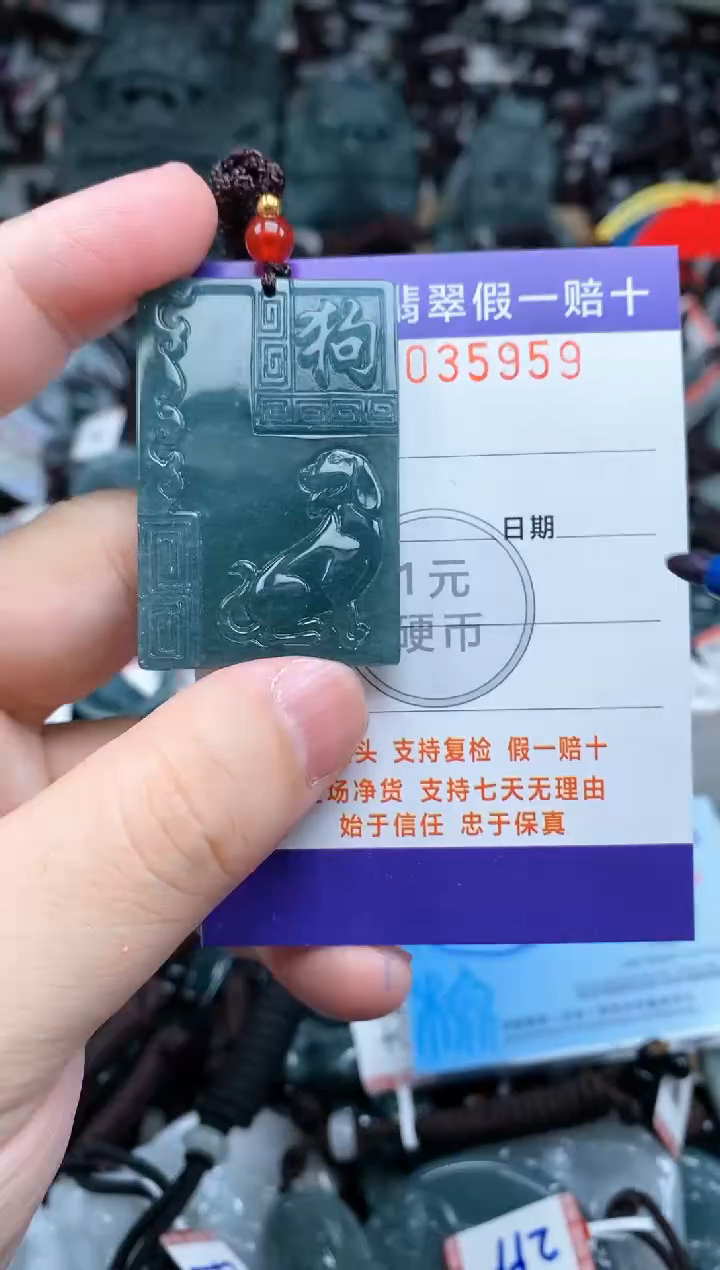 狗
翡翠假一赔十
035959
日期
1元
硬币
头 支持复检 假一赔十
场净货 支持七天无理由
始于信任 忠于保真